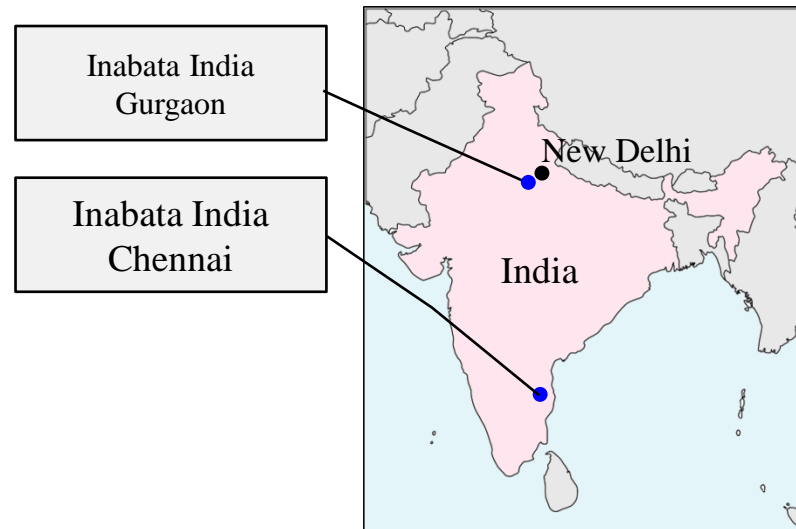 Inabata India
Gurgaon
New Delhi
Inabata India
Chennai
India